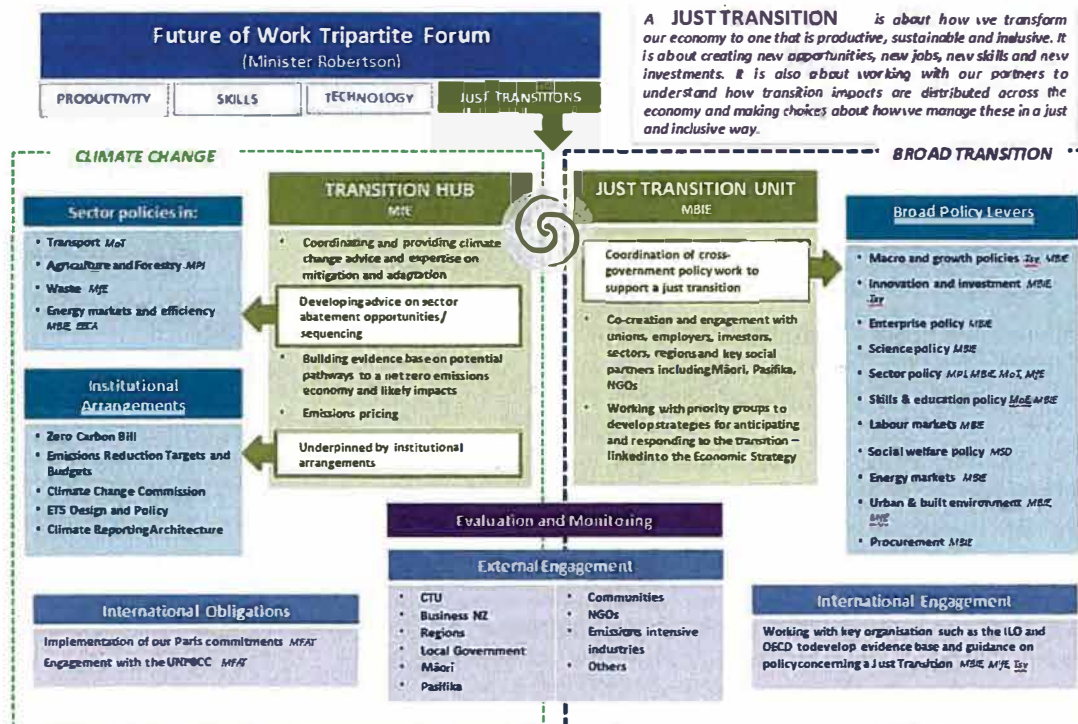 Future of Work Tripartite Forum
(Minister Robertson)
PRODUCTIVITY
SKILLS
TECHNOLOGY
JUST TRANSITIONS
A JUST TRANSITION is about how we transform
our economy to one that is productive, sustainable and inclusive. It
is about creating new opportunities, new jobs, new skills and new
investments. It is also about working with our partners to
understand how transition impacts are distributed across the
economy and making choices about how we manage these in a just
and inclusive way.
CLIMATE CHANGE
Sector policies in:
• Transport MoT
• Agriculture and Forestry MPI
• Waste MfE
• Energy markets and efficiency
MBIE, EECA
Institutional
Arrangements
• Zero Carbon Bill
• Emissions Reduction Targets and
Budgets
• Climate Change Commission
• ETS Design and Policy
• Climate Reporting Architecture
TRANSITION HUB
MfE
• Coordinating and providing climate
change advice and expertise on
mitigation and adaptation
Developing advice on sector
abatement opportunities/
sequencing
• Building evidence base on potential
pathways to a net zero emissions
economy and likely impacts
• Emissions pricing
Underpinned by institutional
arrangements
BROAD TRANSITION
JUST TRANSITION UNIT
MBIE
Coordination of cross-
government policy work to
support a just transition
• Co-creation and engagement with
unions, employers, investors,
sectors, regions and key social
partners including Māori, Pasifika,
NGOs
• Working with priority groups to
develop strategies for anticipating
and responding to the transition –
linked into the Economic Strategy
Broad Policy Levers
• Macro and growth policies Tsy, MBIE
• Innovation and investment MBIE,
Tsy
• Enterprise policy MBIE
• Science policy MBIE
• Sector policy MPI, MBIE, MoT, MfE
• Skills & education policy MoE, MBIE
• Labour markets MBIE
• Social welfare policy MSD
• Energy markets MBIE
• Urban & built environment MBIE,
MfE
• Procurement MBIE
Evaluation and Monitoring
External Engagement
• CTU
• Business NZ
• Regions
• Local Government
• Māori
• Pasifika
• Communities
• NGOs
• Emissions intensive
industries
• Others
International Obligations
Implementation of our Paris commitments MFAT
Engagement with the UNFCCC MFAT
International Engagement
Working with key organisation such as the ILO and
OECD to develop evidence base and guidance on
policy concerning a Just Transition MBIE, MfE, Tsy